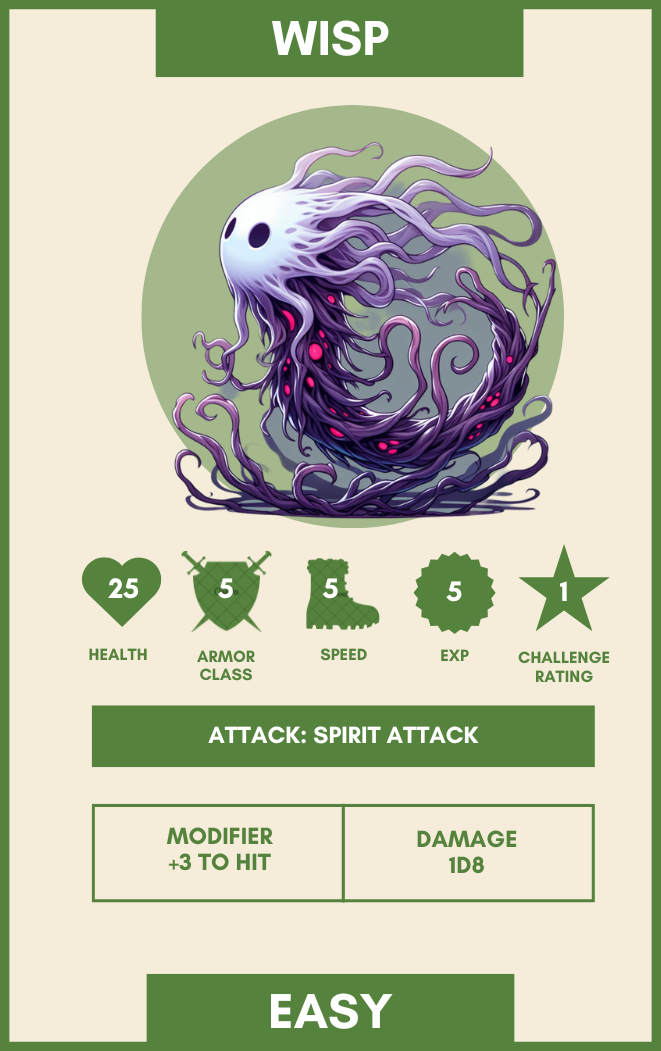 WISP
25
5
5
5
1
HEALTH
ARMOR
CLASS
SPEED
EXP
CHALLENGE
RATING
ATTACK: SPIRIT ATTACK
MODIFIER
+3 TO HIT
DAMAGE
1D8
EASY